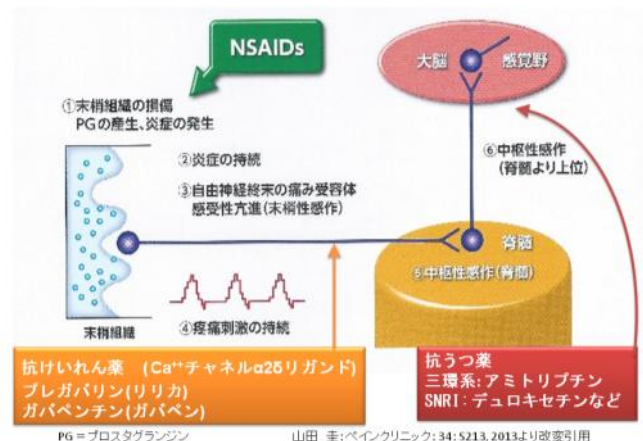 NSAIDs
①末梢組織の損傷
PGの産生、炎症の発生
②炎症の持続
③自由神経終末の痛み受容体
感受性亢進(末梢性感作)
④疼痛刺激の持続
末梢組織
大脳 感覚野
⑥中枢性感作
(脊髄より上位)
脊髄
⑤中枢性感作(脊髄)
抗けいれん薬 (Ca⁺⁺チャネルα2δリガンド)
プレガバリン(リリカ)
ガバペンチン(ガバペン)
抗うつ薬
三環系:アミトリプチン
SNRI:デュロキセチンなど
PG=プロスタグランジン
山田 圭:ペインクリニック:34:S213,2013より改変引用